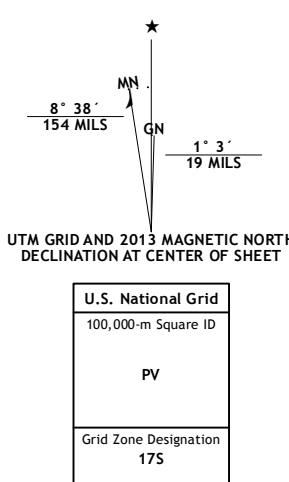 ★
MN
GN
8° 38´
154 MILS
1° 3´
19 MILS
UTM GRID AND 2013 MAGNETIC NORTH
DECLINATION AT CENTER OF SHEET
U.S. National Grid
100,000-m Square ID
PV
Grid Zone Designation
17S